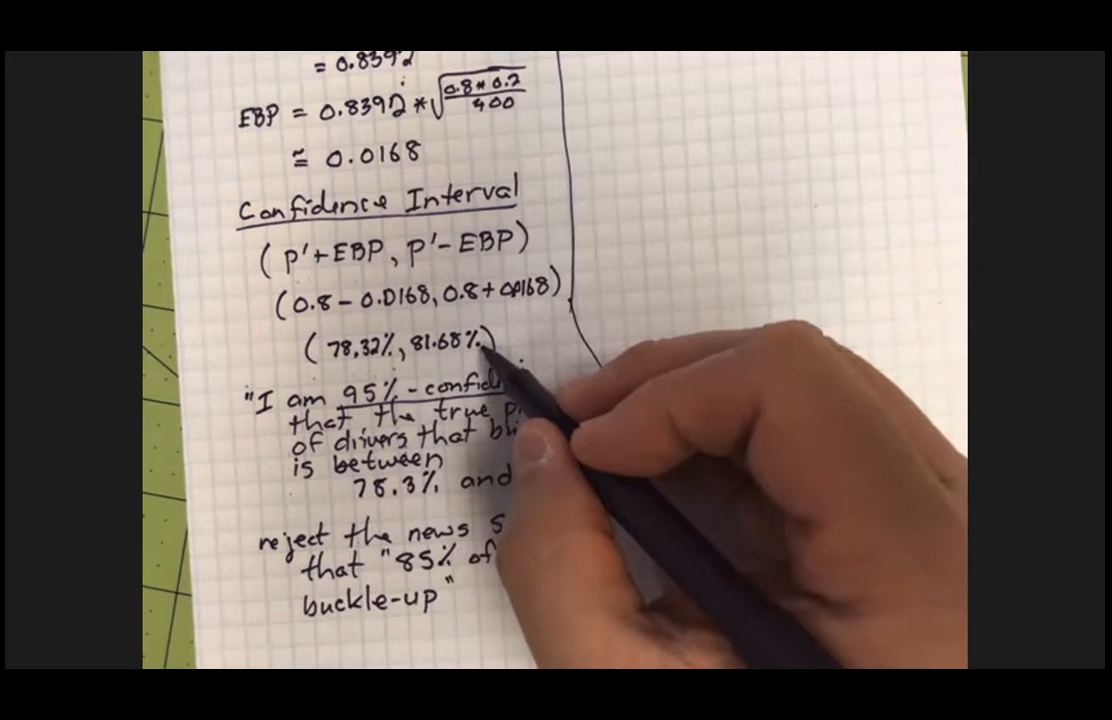 = 0.8392
EBP = 0.8392 * √(0.8 * 0.2 / 400)
≅ 0.0168
Confidence Interval
(P'+EBP, P'- EBP)
(0.8 - 0.0168, 0.8 + 0.0168)
(78.32%, 81.68%)
"I am 95% - confid
that the true
of drivers that
is between
78.3% and
reject the news
that "85% of
buckle-up"